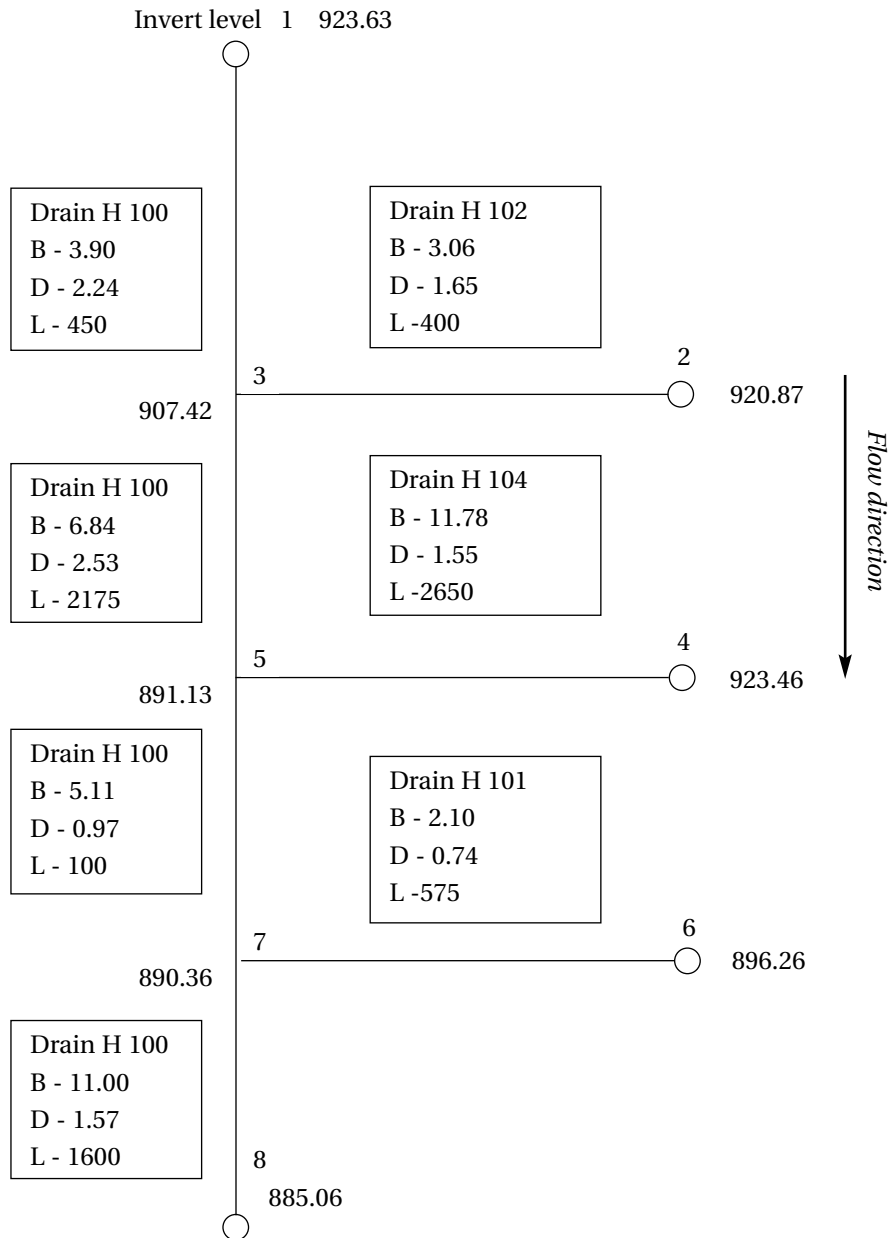 Invert level 1 923.63
Drain H 100
B - 3.90
D - 2.24
L - 450
Drain H 102
B - 3.06
D - 1.65
L -400
3
2
907.42
920.87
Flow direction
Drain H 100
B - 6.84
D - 2.53
L - 2175
Drain H 104
B - 11.78
D - 1.55
L -2650
5
4
891.13
923.46
Drain H 100
B - 5.11
D - 0.97
L - 100
Drain H 101
B - 2.10
D - 0.74
L -575
7
6
890.36
896.26
Drain H 100
B - 11.00
D - 1.57
L - 1600
8
885.06